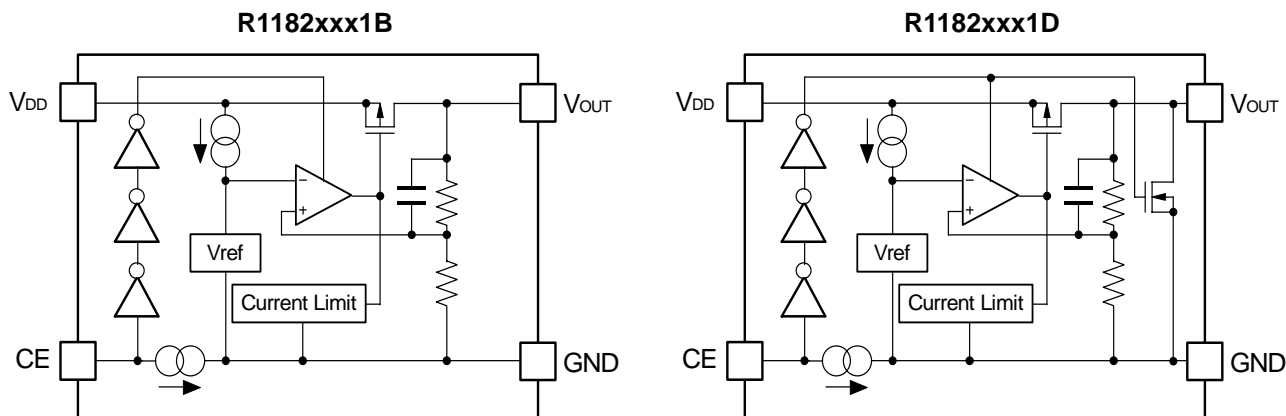 R1182xxx1B
VDD
VOUT
−
+
Vref
Current Limit
CE
GND
R1182xxx1D
VDD
VOUT
−
+
Vref
Current Limit
CE
GND